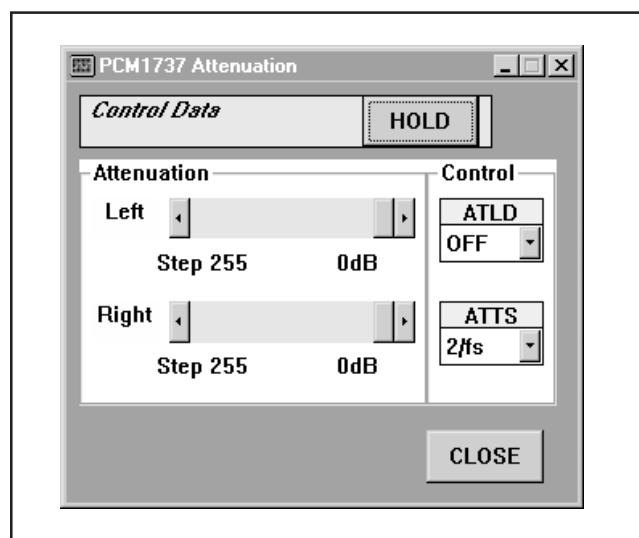 PCM1737 Attenuation
Control Data
HOLD
Attenuation
Left
Step 255 0dB
Right
Step 255 0dB
Control
ATLD
OFF
ATTS
2/fs
CLOSE